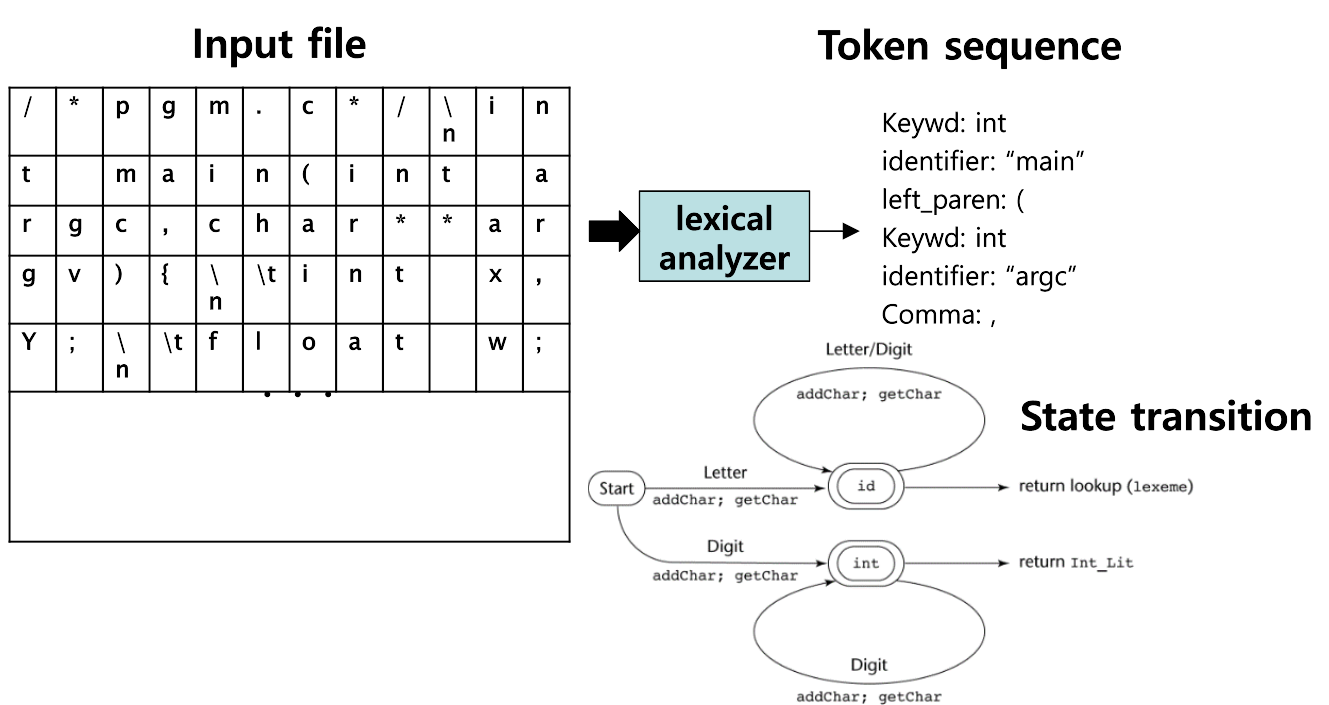 Input file
/ * p g m . c * / \n i n
t m a i n ( i n t a
r g c , c h a r * * a r
g v ) { \n \t i n t x ,
Y ; \n \t f l o a t w ;
...
lexical
analyzer
Token sequence
Keywd: int
identifier: “main”
left_paren: (
Keywd: int
identifier: “argc”
Comma: ,
State transition
Letter/Digit
addChar; getChar
Start
Letter
addChar; getChar
id
return lookup (lexeme)
Digit
addChar; getChar
int
return Int_Lit
Digit
addChar; getChar